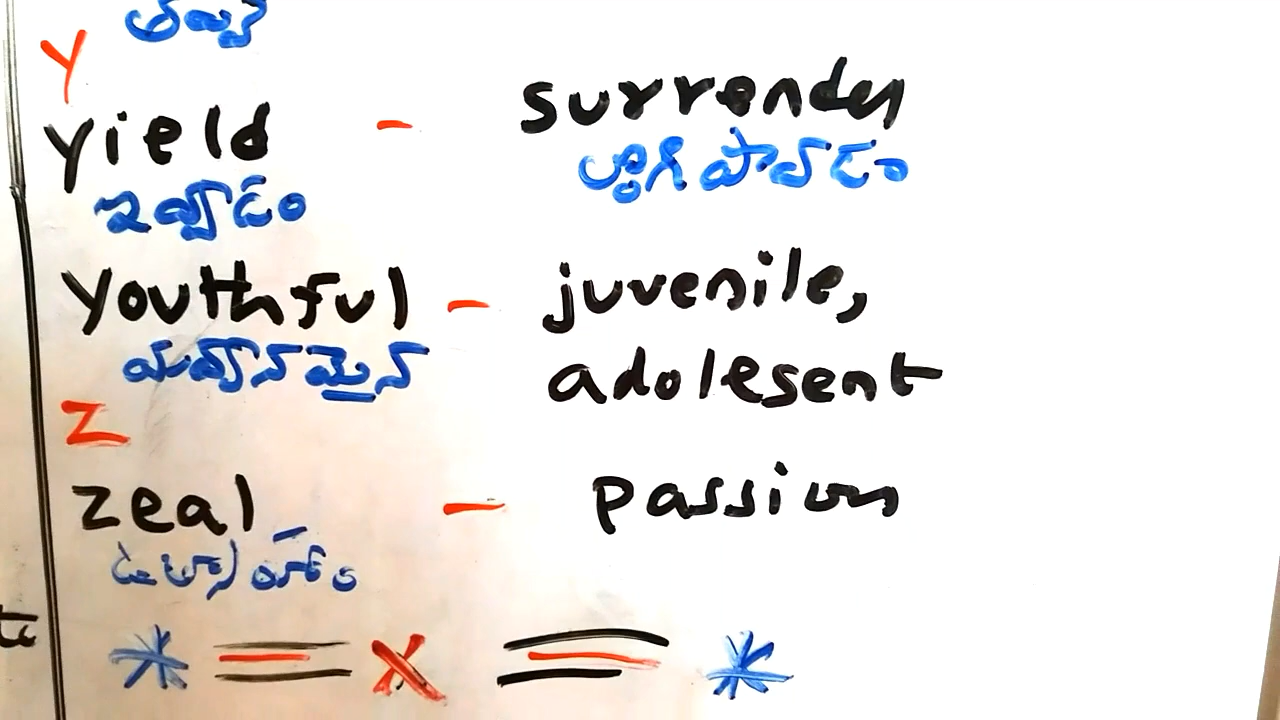 Y
yield - surrender
ఇవ్వడం లొంగిపోవడం
youthful - juvenile,
యవ్వనమైన adolesent
Z
zeal - passion
ఉత్సాహం
* = X = *